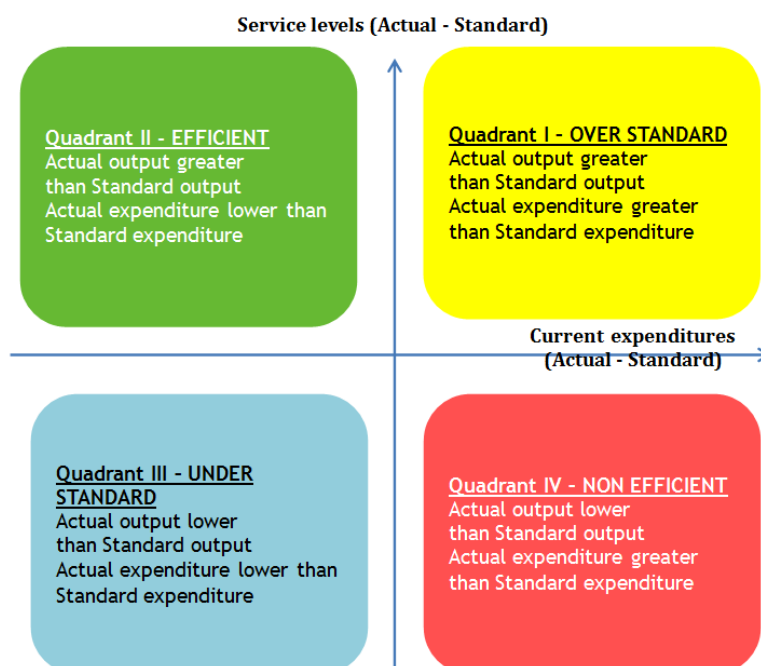 Service levels (Actual - Standard)
Quadrant II - EFFICIENT
Actual output greater
than Standard output
Actual expenditure lower than
Standard expenditure
Quadrant I - OVER STANDARD
Actual output greater
than Standard output
Actual expenditure greater
than Standard expenditure
Current expenditures
(Actual - Standard)
Quadrant III - UNDER
STANDARD
Actual output lower
than Standard output
Actual expenditure lower than
Standard expenditure
Quadrant IV - NON EFFICIENT
Actual output lower
than Standard output
Actual expenditure greater
than Standard expenditure